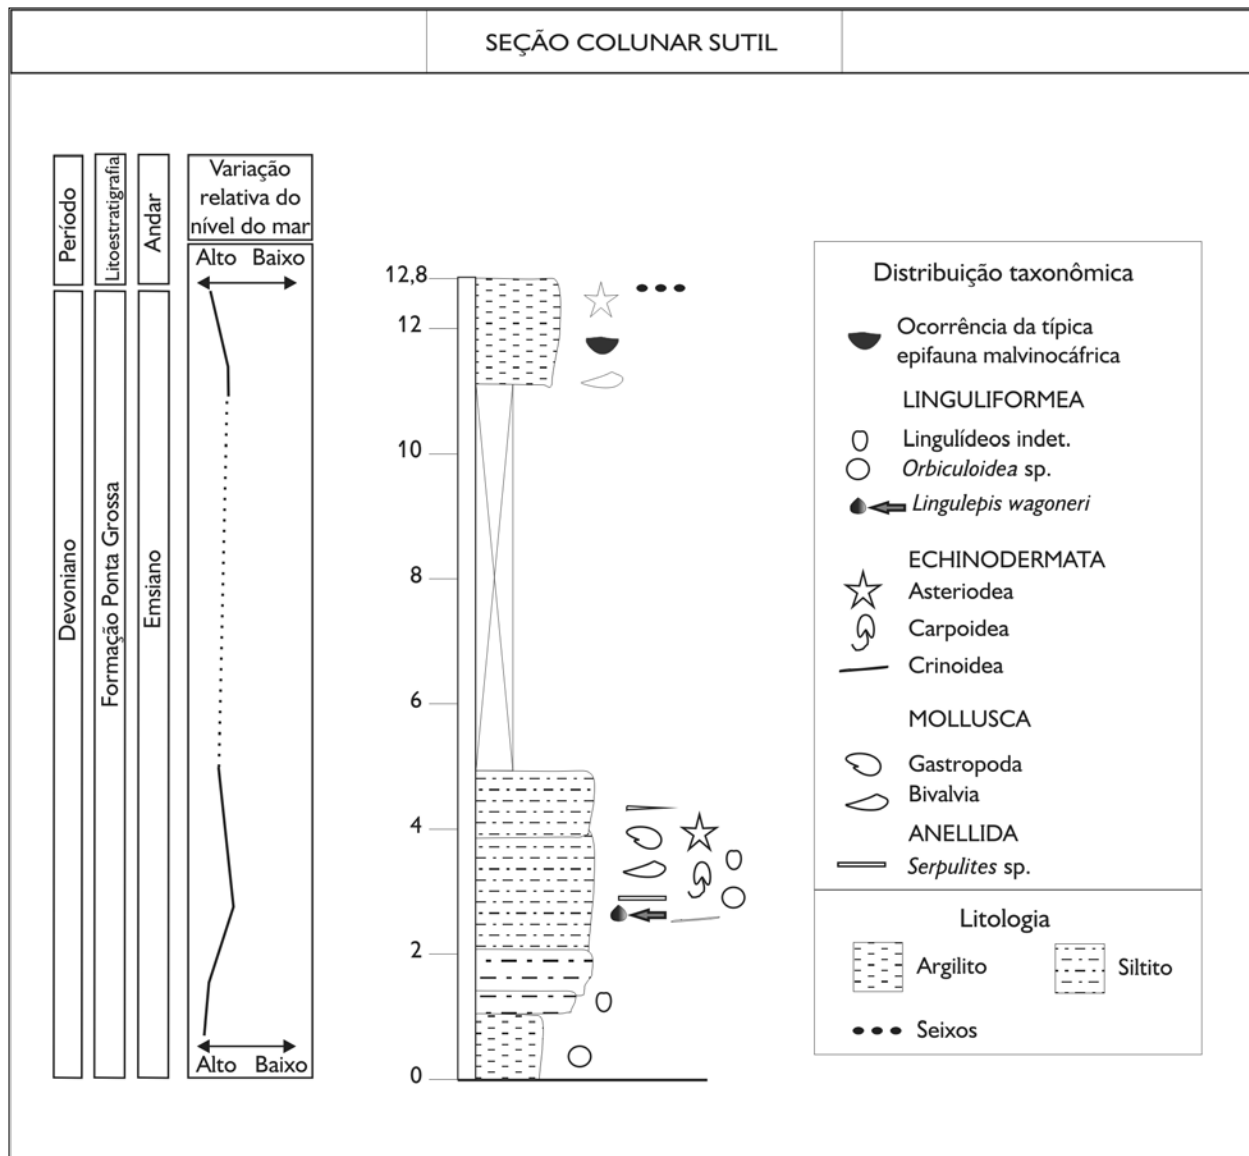 SEÇÃO COLUNAR SUTIL
Período
Litoestratigrafia
Andar
Variação
relativa do
nível do mar
Alto Baixo
Devoniano
Formação Ponta Grossa
Emsiano
Alto Baixo
12,8
12
10
8
6
4
2
0
Distribuição taxonômica
Ocorrência da típica
epifauna malvinocáfrica
LINGULIFORMEA
Lingulídeos indet.
Orbiculoidea sp.
Lingulepis wagoneri
ECHINODERMATA
Asteriodea
Carpoidea
Crinoidea
MOLLUSCA
Gastropoda
Bivalvia
ANELLIDA
Serpulites sp.
Litologia
Argilito
Siltito
Seixos